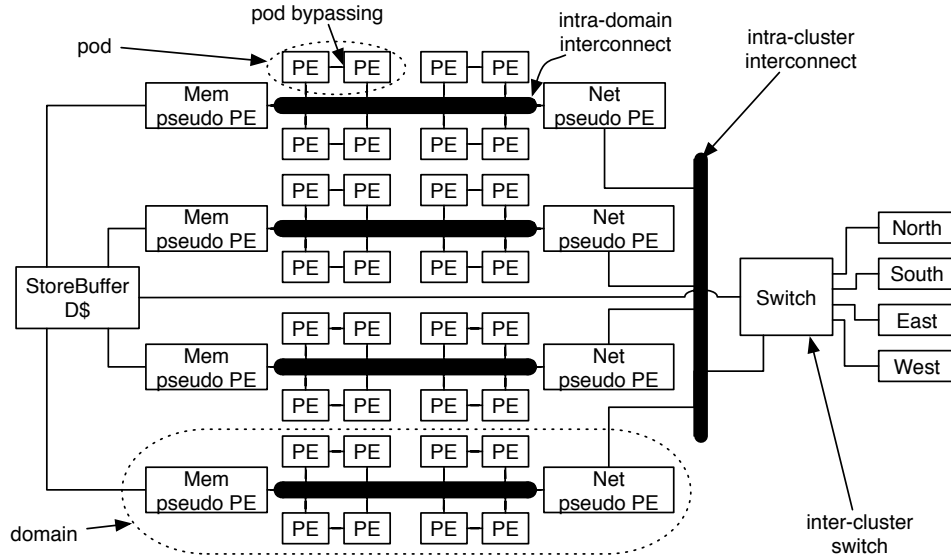 pod bypassing
intra-domain
interconnect
pod
intra-cluster
interconnect
PE PE PE PE
Mem
pseudo PE
Net
pseudo PE
PE PE PE PE
PE PE PE PE
Mem
pseudo PE
Net
pseudo PE
PE PE PE PE
North
StoreBuffer
D$
Switch
South
East
West
PE PE PE PE
Mem
pseudo PE
Net
pseudo PE
PE PE PE PE
PE PE PE PE
Mem
pseudo PE
Net
pseudo PE
PE PE PE PE
domain
inter-cluster
switch